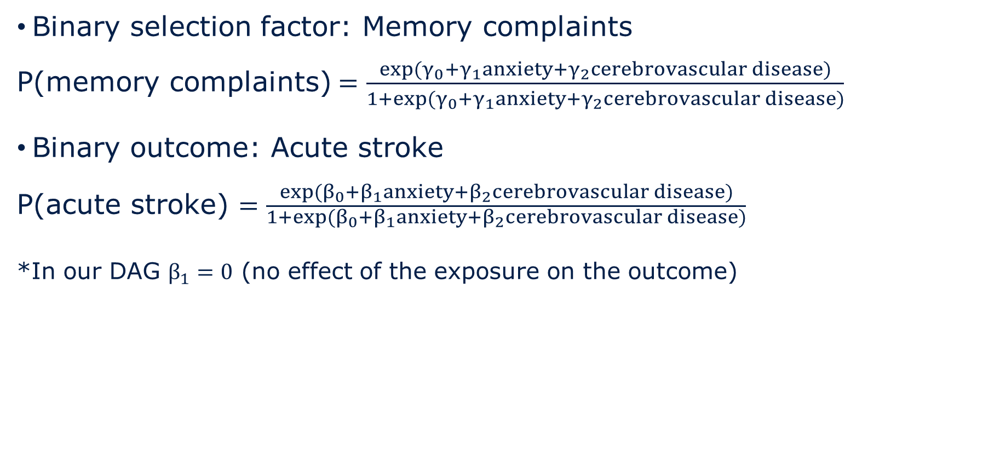 • Binary selection factor: Memory complaints
P(memory complaints) = exp(γ₀+γ₁anxiety+γ₂cerebrovascular disease)
1+exp(γ₀+γ₁anxiety+γ₂cerebrovascular disease)
• Binary outcome: Acute stroke
P(acute stroke) = exp(β₀+β₁anxiety+β₂cerebrovascular disease)
1+exp(β₀+β₁anxiety+β₂cerebrovascular disease)
*In our DAG β₁ = 0 (no effect of the exposure on the outcome)